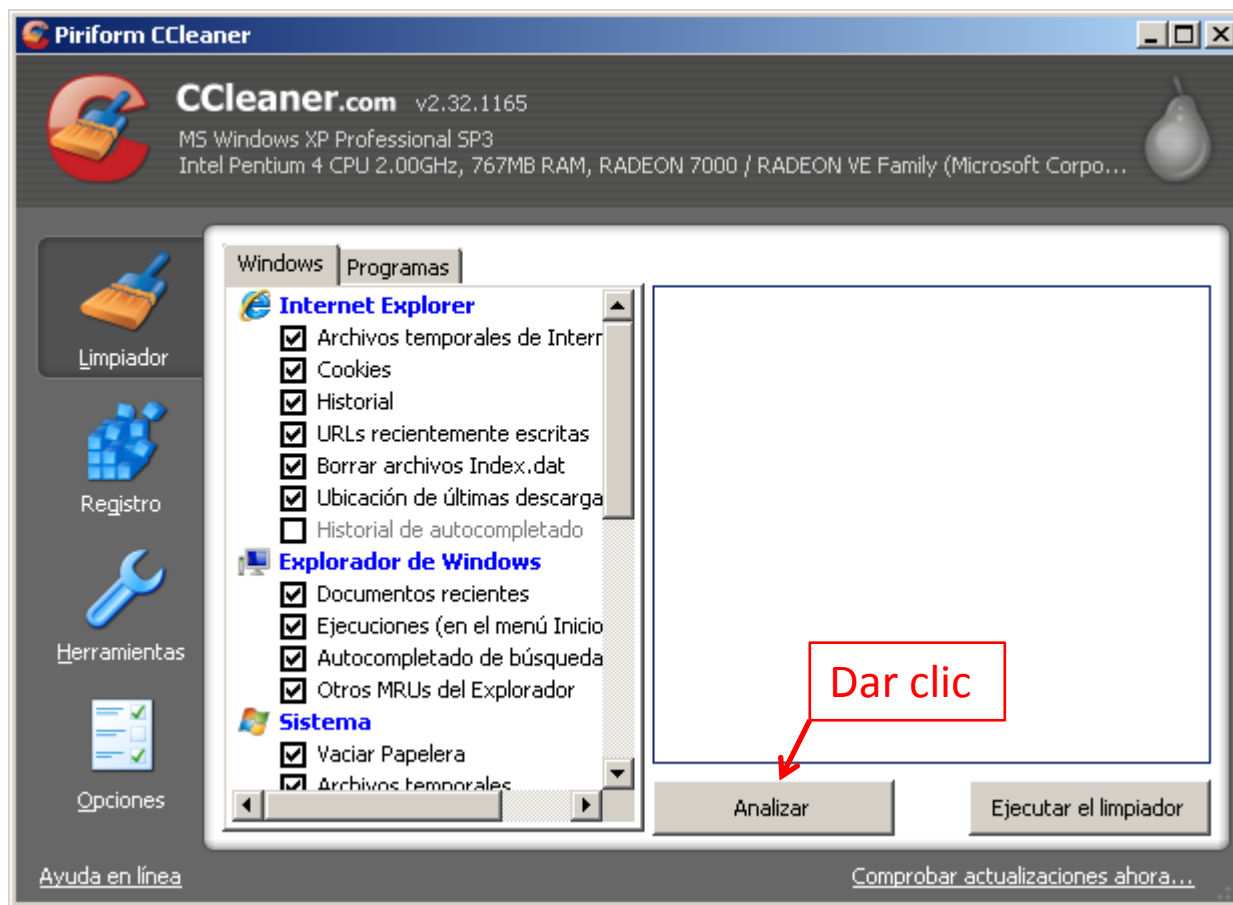 Piriform CCleaner
CCleaner.com v2.32.1165
MS Windows XP Professional SP3
Intel Pentium 4 CPU 2.00GHz, 767MB RAM, RADEON 7000 / RADEON VE Family (Microsoft Corpo...
Limpiador
Registro
Herramientas
Opciones
Windows
Programas
Internet Explorer
Archivos temporales de Intern
Cookies
Historial
URLs recientemente escritas
Borrar archivos Index.dat
Ubicación de últimas descarga
Historial de autocompletado
Explorador de Windows
Documentos recientes
Ejecuciones (en el menú Inicio
Autocompletado de búsqueda
Otros MRUs del Explorador
Sistema
Vaciar Papelera
Archivos temporales
Dar clic
Analizar
Ejecutar el limpiador
Ayuda en línea
Comprobar actualizaciones ahora...